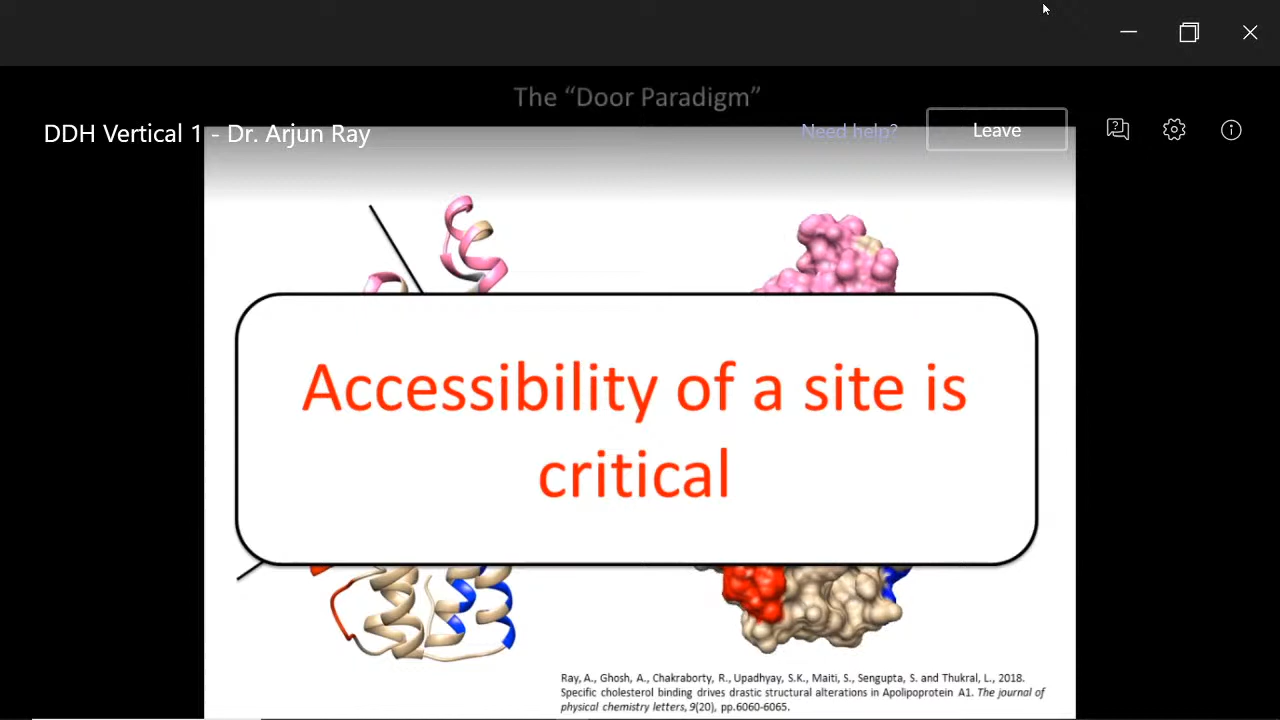 The “Door Paradigm”
DDH Vertical 1 - Dr. Arjun Ray
Need help?
Leave
Accessibility of a site is
critical
Ray, A., Ghosh, A., Chakraborty, R., Upadhyay, S.K., Maiti, S., Sengupta, S. and Thukral, L., 2018.
Specific cholesterol binding drives drastic structural alterations in Apolipoprotein A1. The journal of
physical chemistry letters, 9(20), pp.6060-6065.